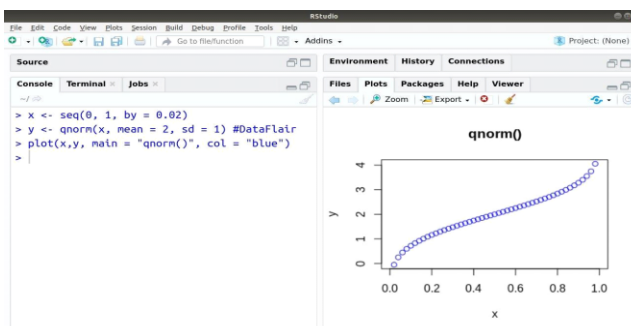 RStudio
File Edit Code View Plots Session Build Debug Profile Tools Help
Go to file/function Addins Project: (None)
Source
Console Terminal Jobs
~/
> x <- seq(0, 1, by = 0.02)
> y <- qnorm(x, mean = 2, sd = 1) #DataFlair
> plot(x,y, main = "qnorm()", col = "blue")
>
Environment History Connections
Files Plots Packages Help Viewer
Zoom Export
qnorm()
y
4
3
2
1
0
0.0 0.2 0.4 0.6 0.8 1.0
x